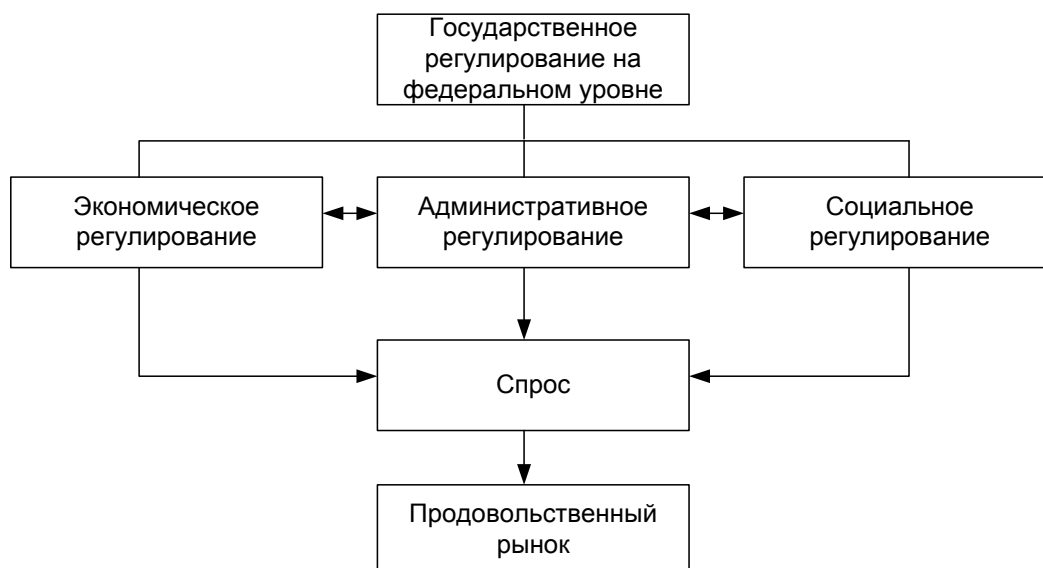 Государственное
регулирование на
федеральном уровне
Экономическое
регулирование
Административное
регулирование
Социальное
регулирование
Спрос
Продовольственный
рынок